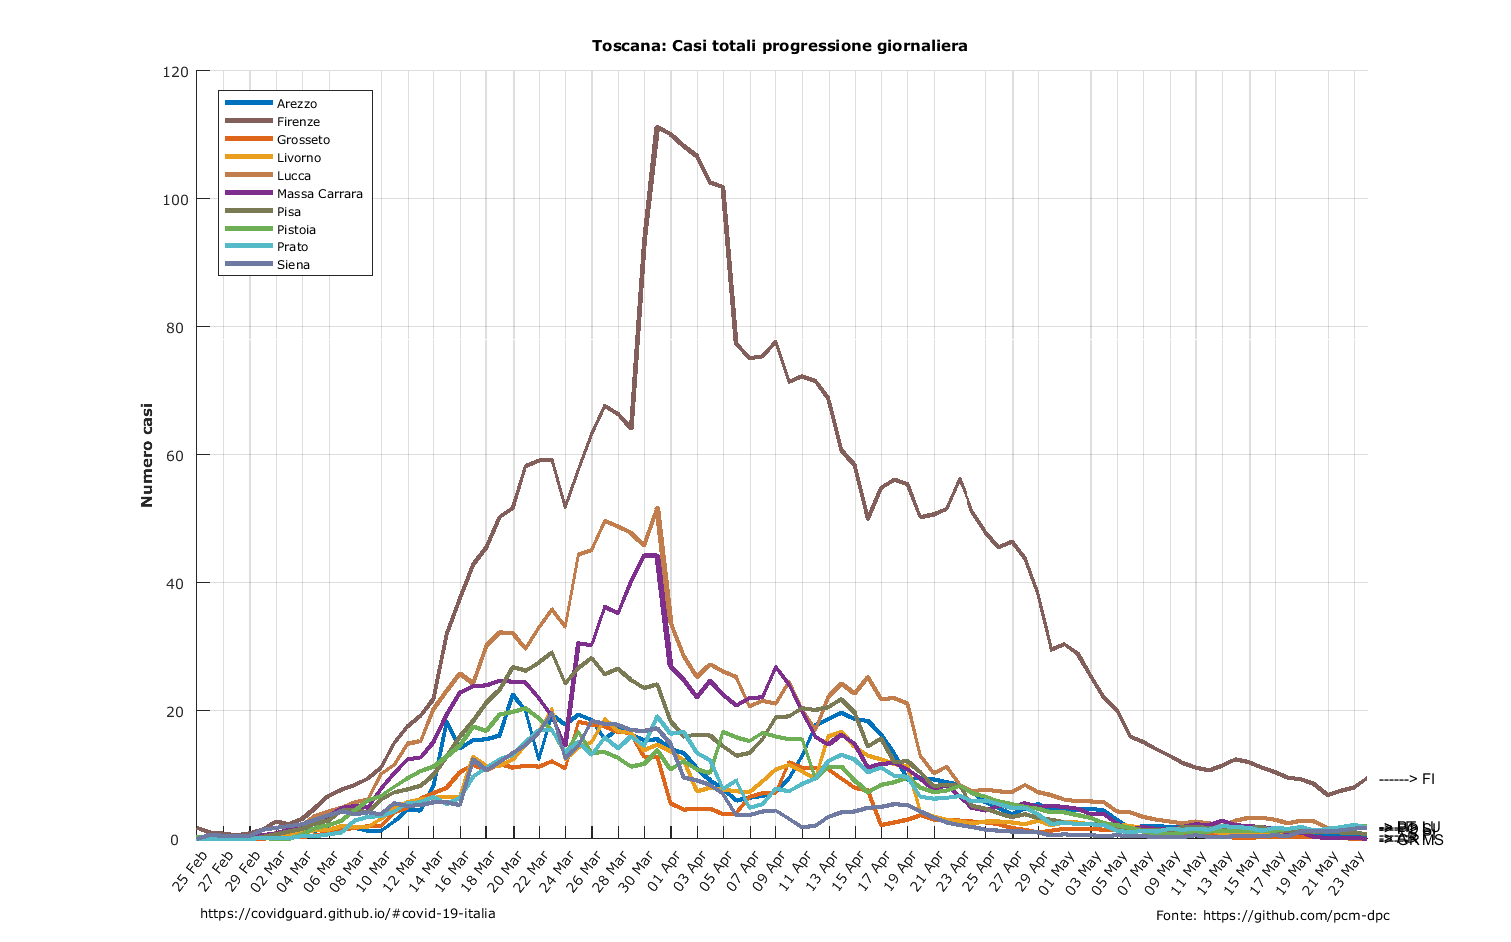 Toscana: Casi totali progressione giornaliera
Numero casi
120
100
80
60
40
20
0
Arezzo
Firenze
Grosseto
Livorno
Lucca
Massa Carrara
Pisa
Pistoia
Prato
Siena
------> FI
25 Feb
27 Feb
29 Feb
02 Mar
04 Mar
06 Mar
08 Mar
10 Mar
12 Mar
14 Mar
16 Mar
18 Mar
20 Mar
22 Mar
24 Mar
26 Mar
28 Mar
30 Mar
01 Apr
03 Apr
05 Apr
07 Apr
09 Apr
11 Apr
13 Apr
15 Apr
17 Apr
19 Apr
21 Apr
23 Apr
25 Apr
27 Apr
29 Apr
01 May
03 May
05 May
07 May
09 May
11 May
13 May
15 May
17 May
19 May
21 May
23 May
https://covidguard.github.io/#covid-19-italia
Fonte: https://github.com/pcm-dpc